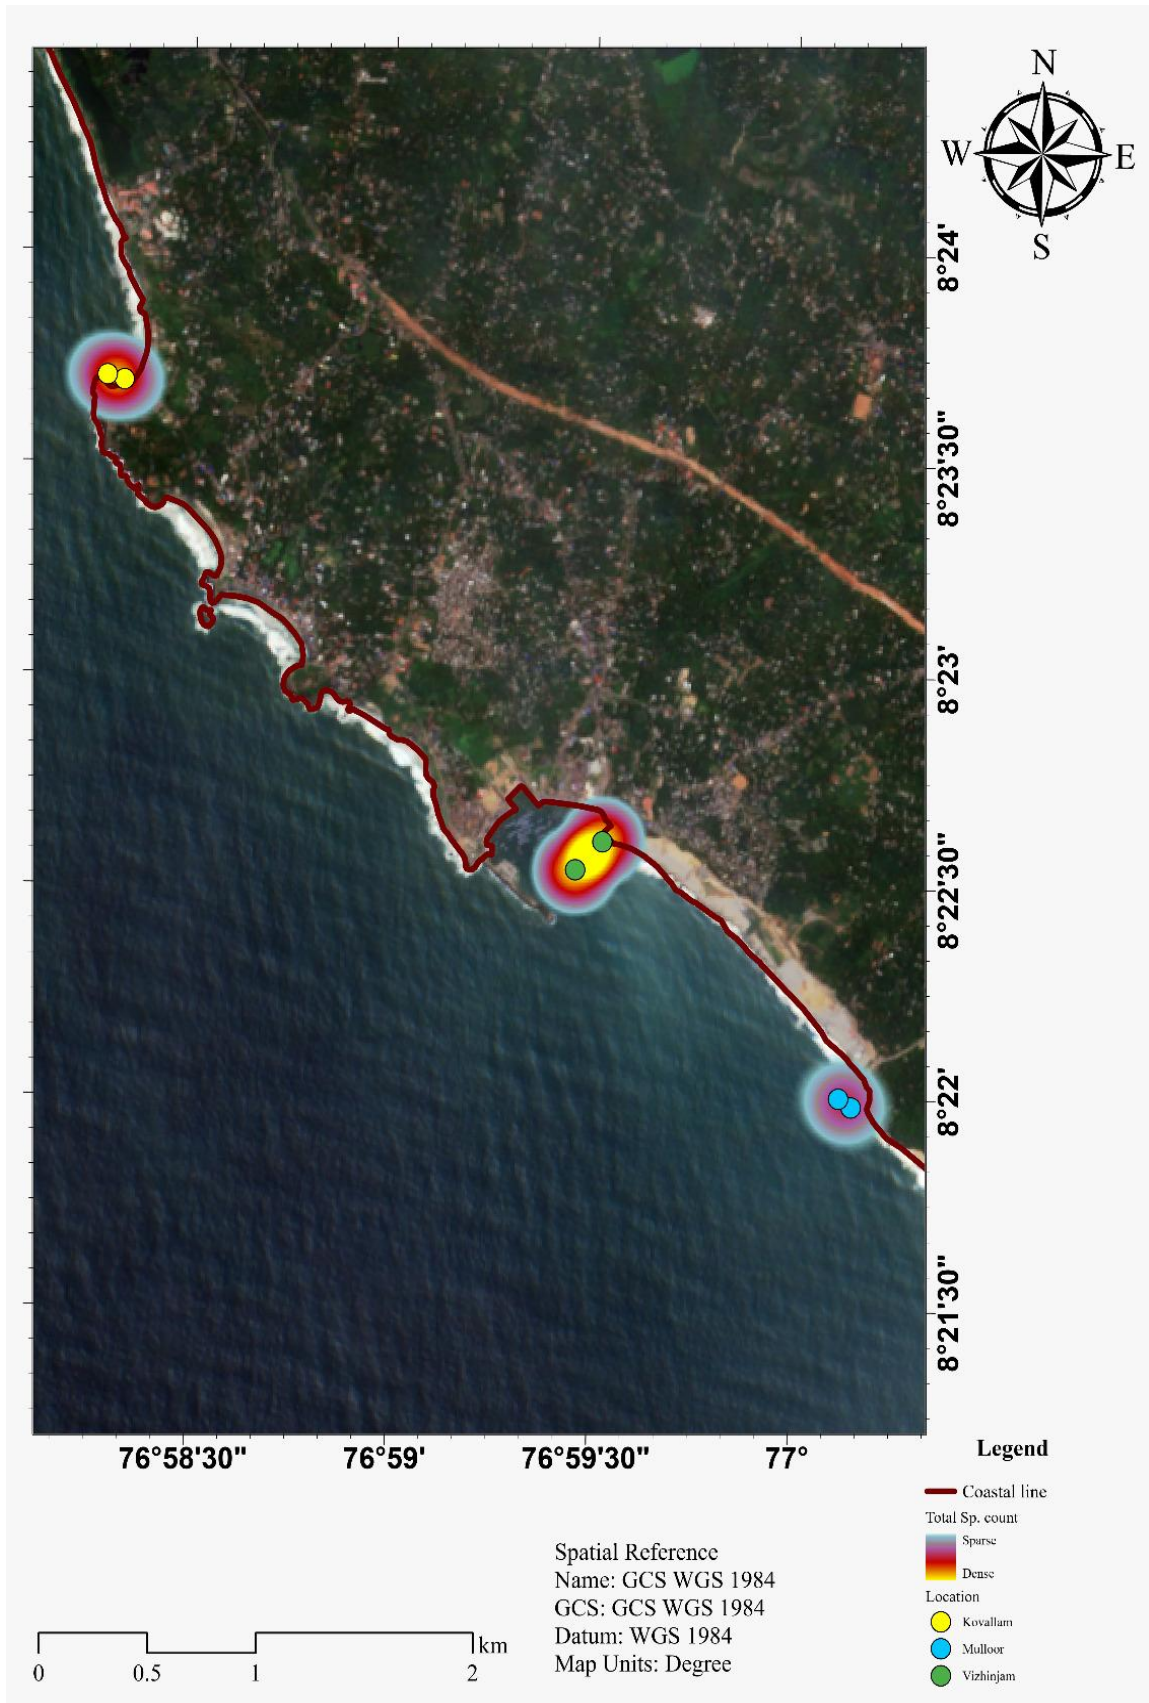 N
W
E
S
8°24'
8°23'30"
8°23'
8°22'30"
8°22'
8°21'30"
76°58'30"
76°59'
76°59'30"
77°
Legend
Coastal line
Total Sp. count
Sparse
Dense
Location
Kovallam
Mulloor
Vizhinjam
Spatial Reference
Name: GCS WGS 1984
GCS: GCS WGS 1984
Datum: WGS 1984
Map Units: Degree
km
0 0.5 1 2